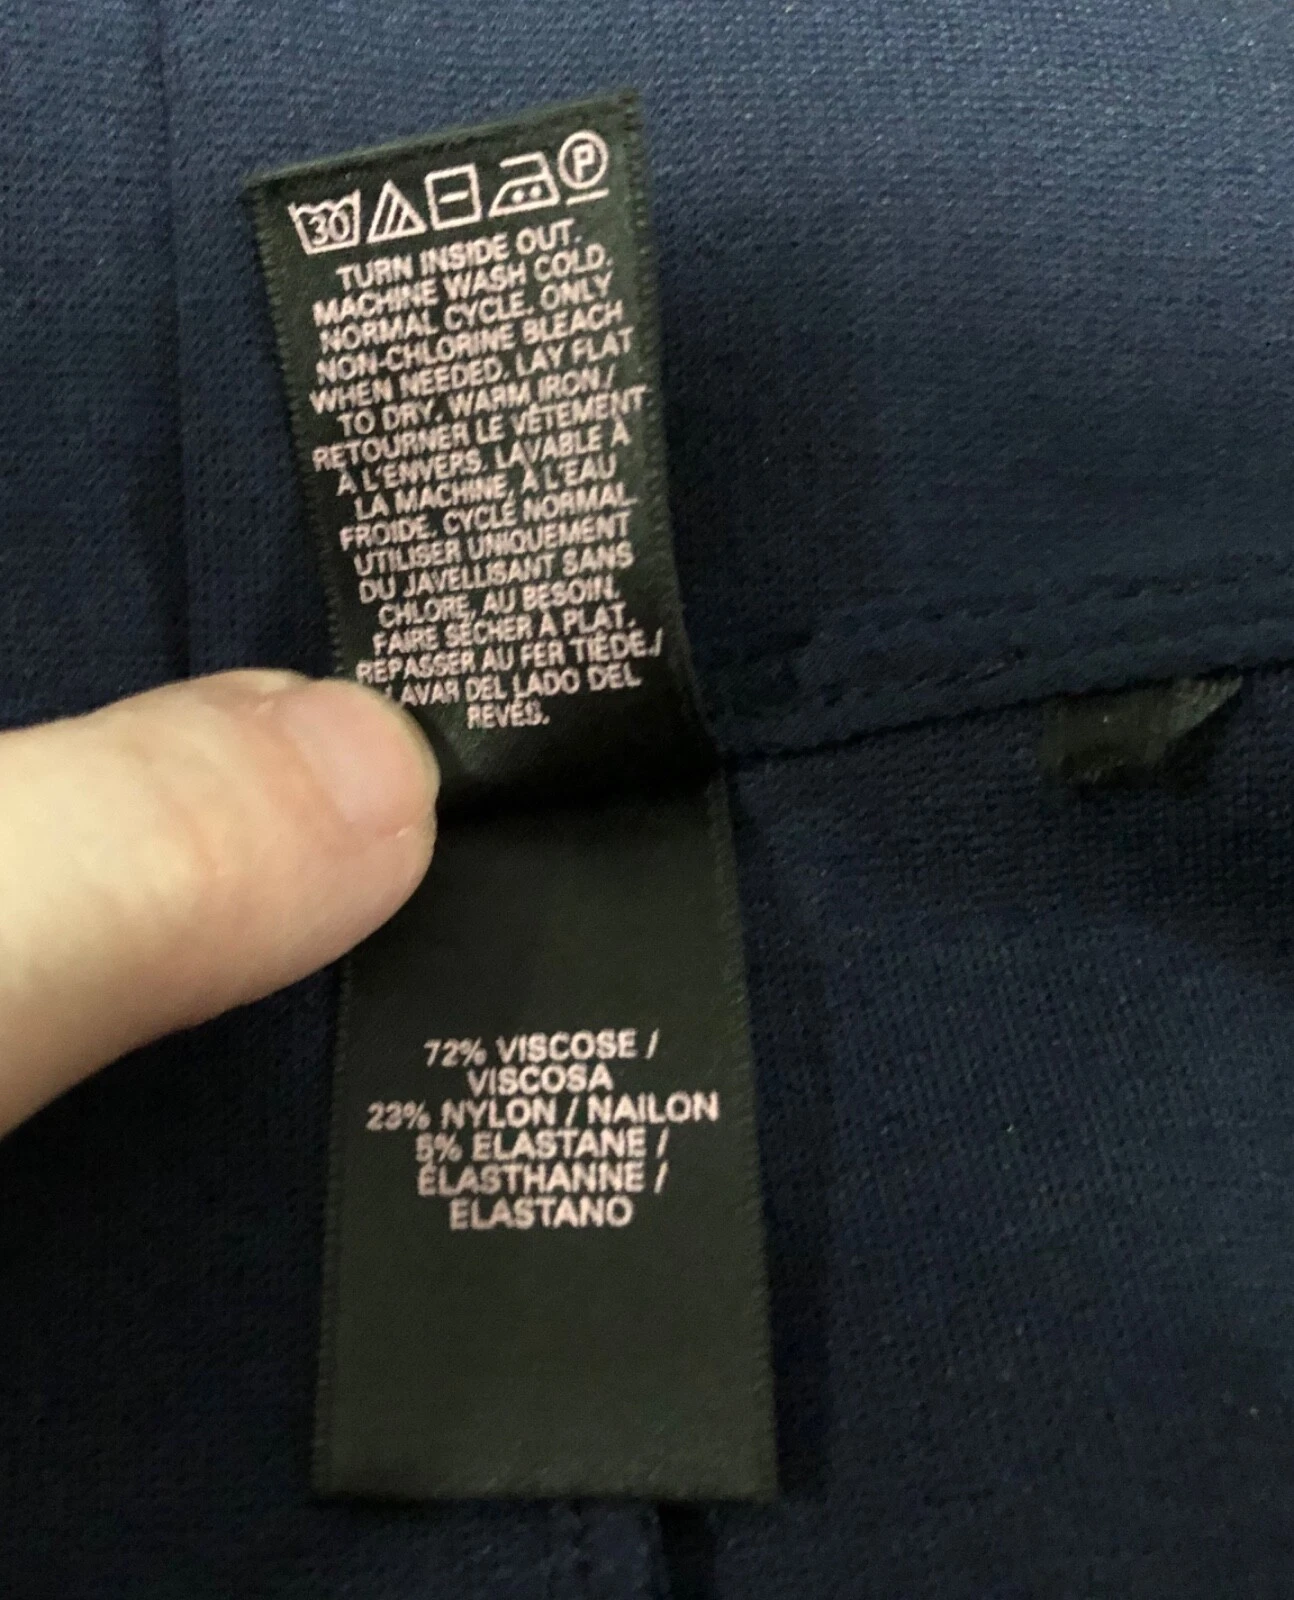 30 P
TURN INSIDE OUT.
MACHINE WASH COLD.
NORMAL CYCLE. ONLY
NON-CHLORINE BLEACH
WHEN NEEDED. LAY FLAT
TO DRY. WARM IRON /
RETOURNER LE VÊTEMENT
À L'ENVERS. LAVABLE À
LA MACHINE, À L'EAU
FROIDE. CYCLE NORMAL.
UTILISER UNIQUEMENT
DU JAVELLISANT SANS
CHLORE, AU BESOIN.
FAIRE SÉCHER À PLAT.
REPASSER AU FER TIÈDE./
LAVAR DEL LADO DEL
REVÉS.
72% VISCOSE /
VISCOSA
23% NYLON / NAILON
5% ELASTANE /
ÉLASTHANNE /
ELASTANO